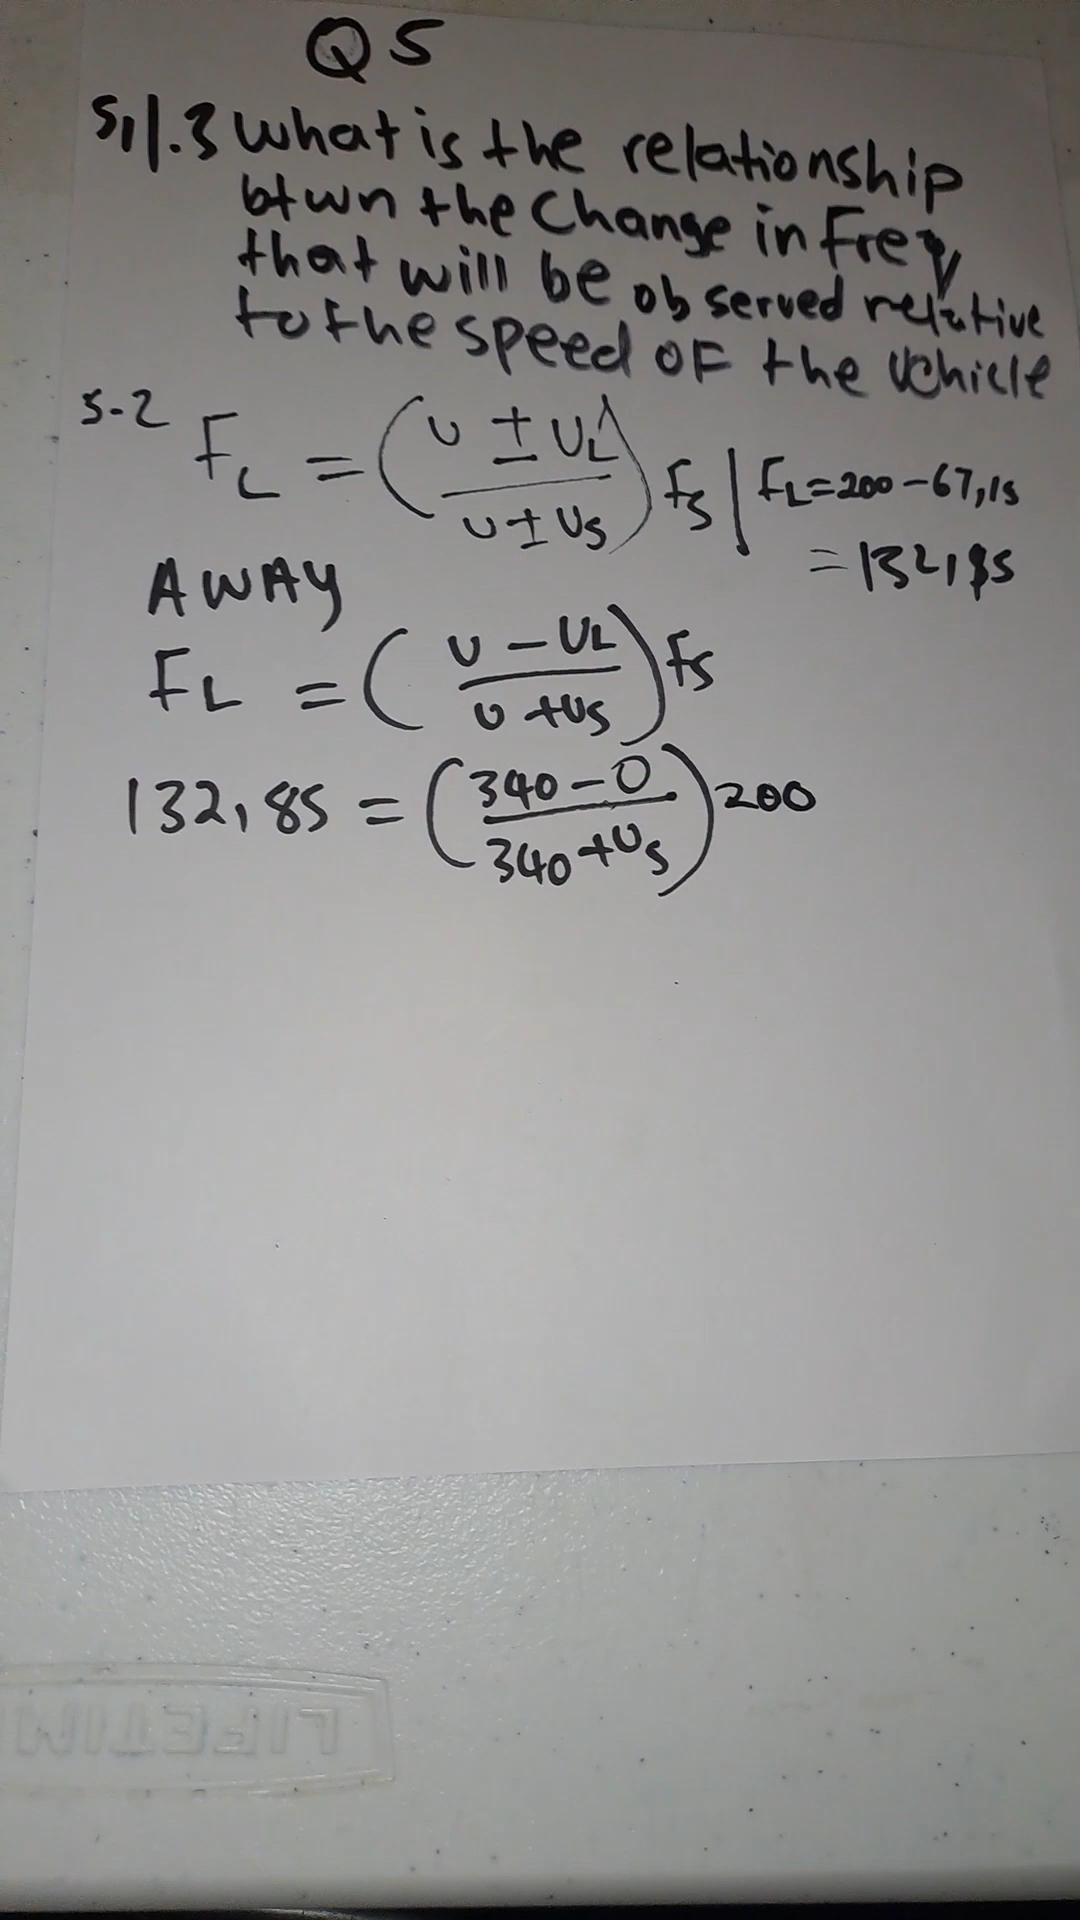 Q5
5,1.3 What is the relationship
btwn the Change in Freq
that will be observed relative
to the speed of the vehicle
5-2 FL = (v ± vL / v ± vs) fs | FL = 200 - 67,15
= 132,85
AWAY
FL = (v - vL / v + vs) fs
132,85 = (340 - 0 / 340 + vs) 200
LIFETIM